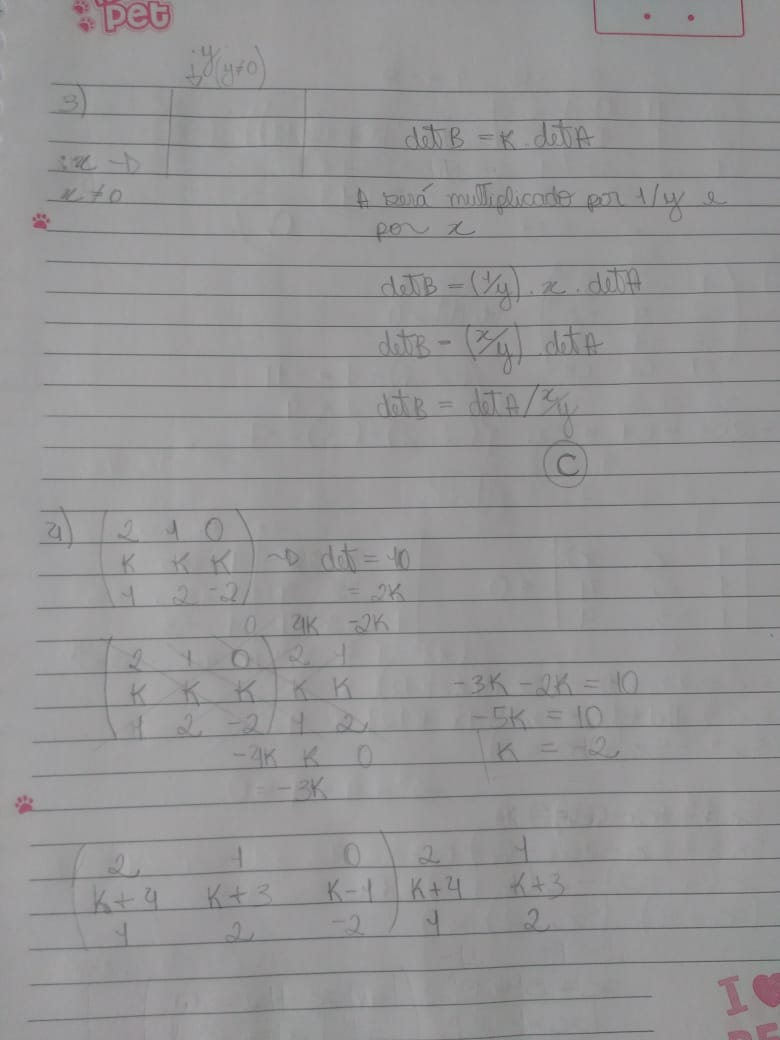 pet
:y (y≠0)
3)
det B = K . det A
:x →
x ≠ 0
A será multiplicado por 1/y e
por x
det B = (1/y) . x . det A
det B = (x/y) . det A
det B = det A / x/y
C
4) 2 1 0
K K K → det = 10
1 2 -2 = 2K
0 4K -2K
2 1 0 2 1
K K K K K -3K - 2K = 10
1 2 -2 1 2 -5K = 10
-4K K 0 K = -2
= -3K
2 1 0 2 1
K+4 K+3 K-1 K+4 K+3
1 2 -2 1 2
I